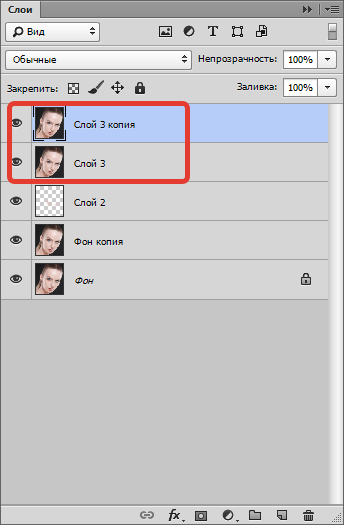 Слои
Вид
Обычные Непрозрачность: 100%
Закрепить: Заливка: 100%
Слой 3 копия
Слой 3
Слой 2
Фон копия
Фон
fx